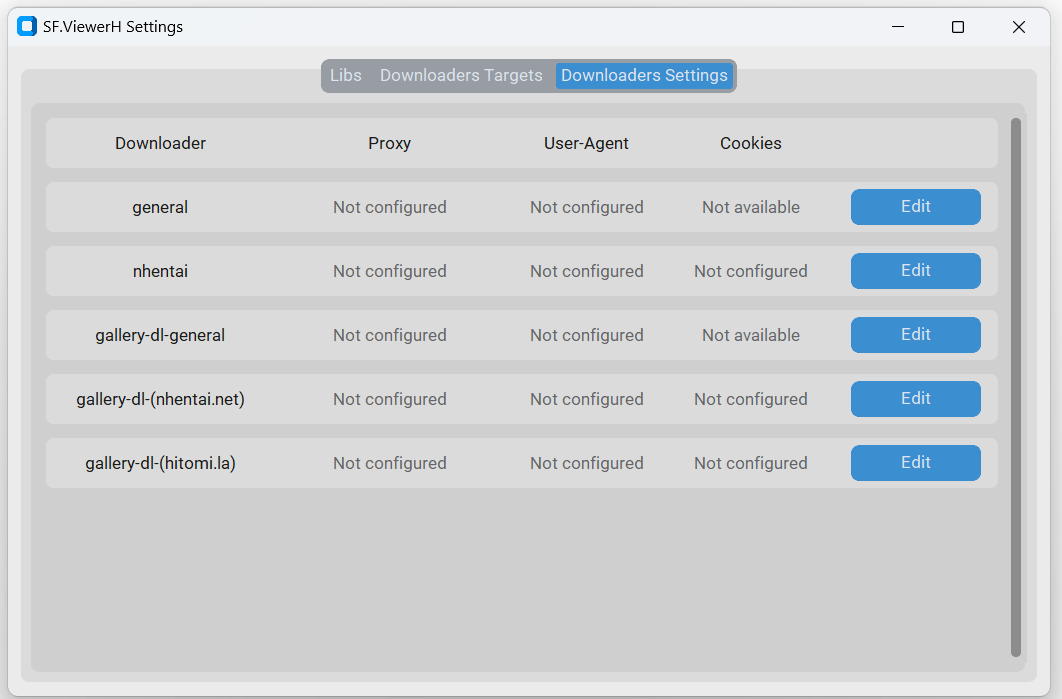 SF.ViewerH Settings
Libs Downloaders Targets Downloaders Settings
Downloader Proxy User-Agent Cookies
general Not configured Not configured Not available Edit
nhentai Not configured Not configured Not configured Edit
gallery-dl-general Not configured Not configured Not available Edit
gallery-dl-(nhentai.net) Not configured Not configured Not configured Edit
gallery-dl-(hitomi.la) Not configured Not configured Not configured Edit